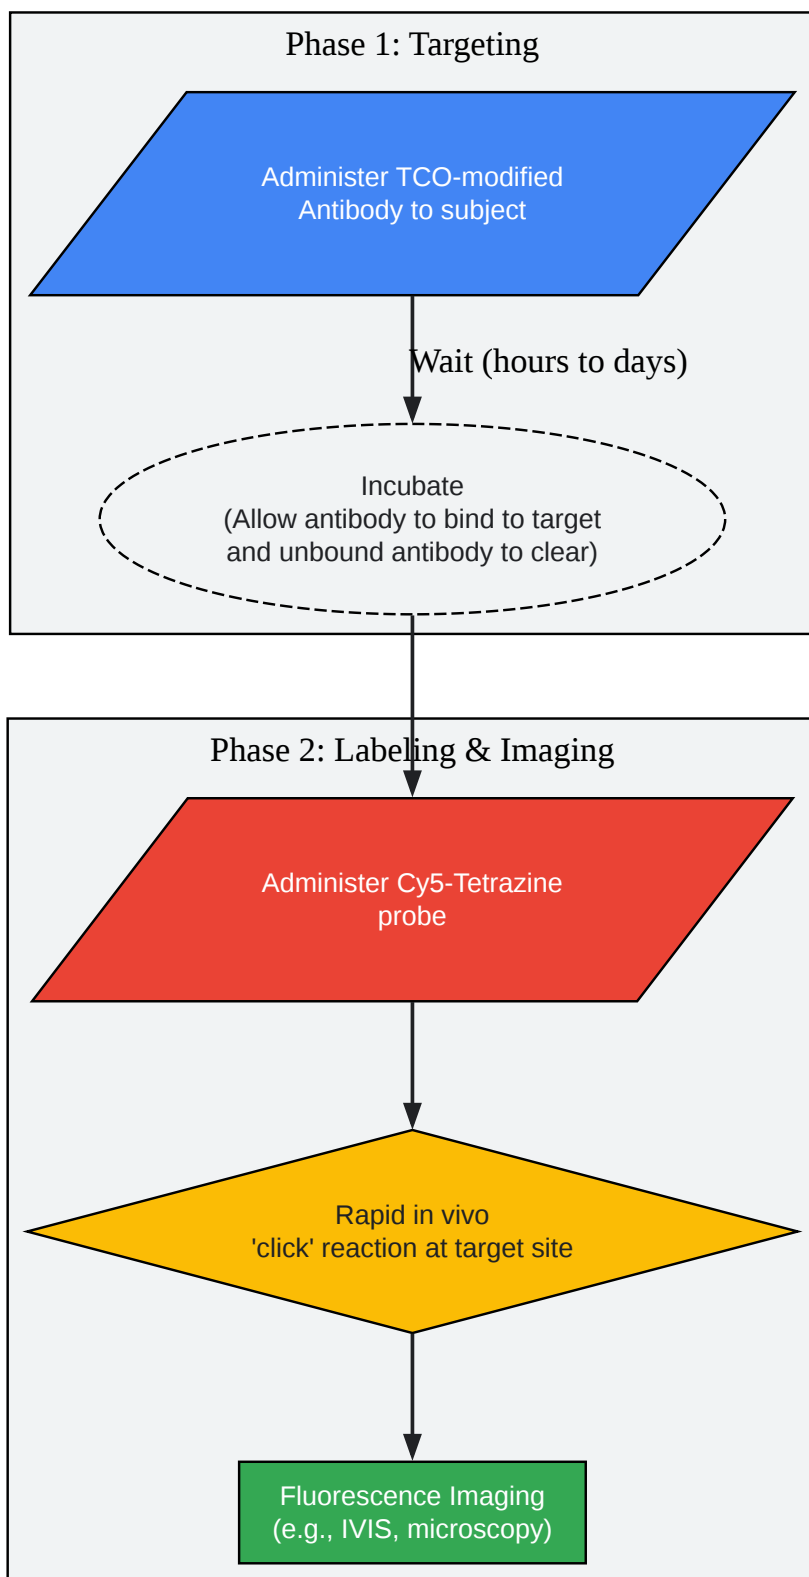 Phase 1: Targeting
Administer TCO-modified
Antibody to subject
Wait (hours to days)
Incubate
(Allow antibody to bind to target
and unbound antibody to clear)
Phase 2: Labeling & Imaging
Administer Cy5-Tetrazine
probe
Rapid in vivo
'click' reaction at target site
Fluorescence Imaging
(e.g., IVIS, microscopy)